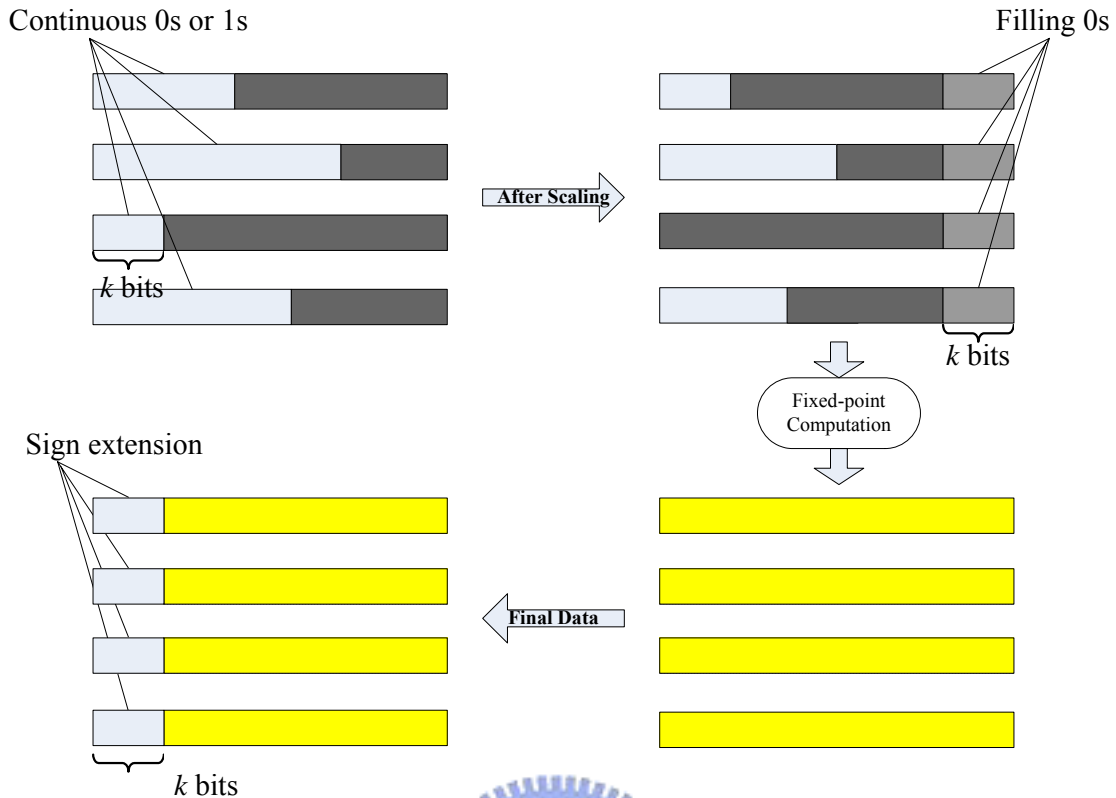 Continuous 0s or 1s
Filling 0s
After Scaling
k bits
k bits
Fixed-point
Computation
Sign extension
Final Data
k bits